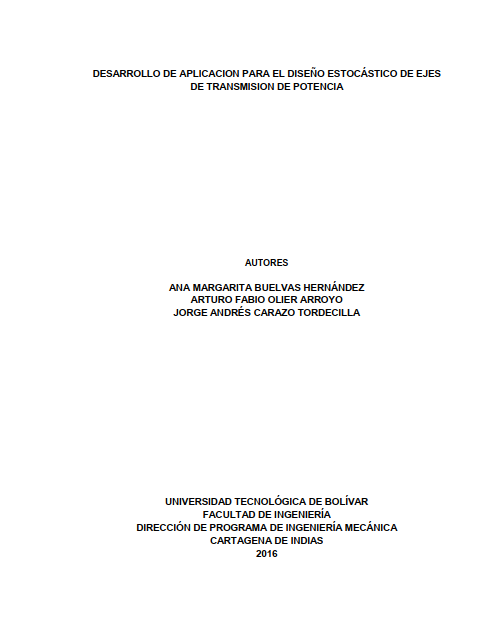 DESARROLLO DE APLICACION PARA EL DISEÑO ESTOCÁSTICO DE EJES
DE TRANSMISION DE POTENCIA
AUTORES
ANA MARGARITA BUELVAS HERNÁNDEZ
ARTURO FABIO OLIER ARROYO
JORGE ANDRÉS CARAZO TORDECILLA
UNIVERSIDAD TECNOLÓGICA DE BOLÍVAR
FACULTAD DE INGENIERÍA
DIRECCIÓN DE PROGRAMA DE INGENIERÍA MECÁNICA
CARTAGENA DE INDIAS
2016